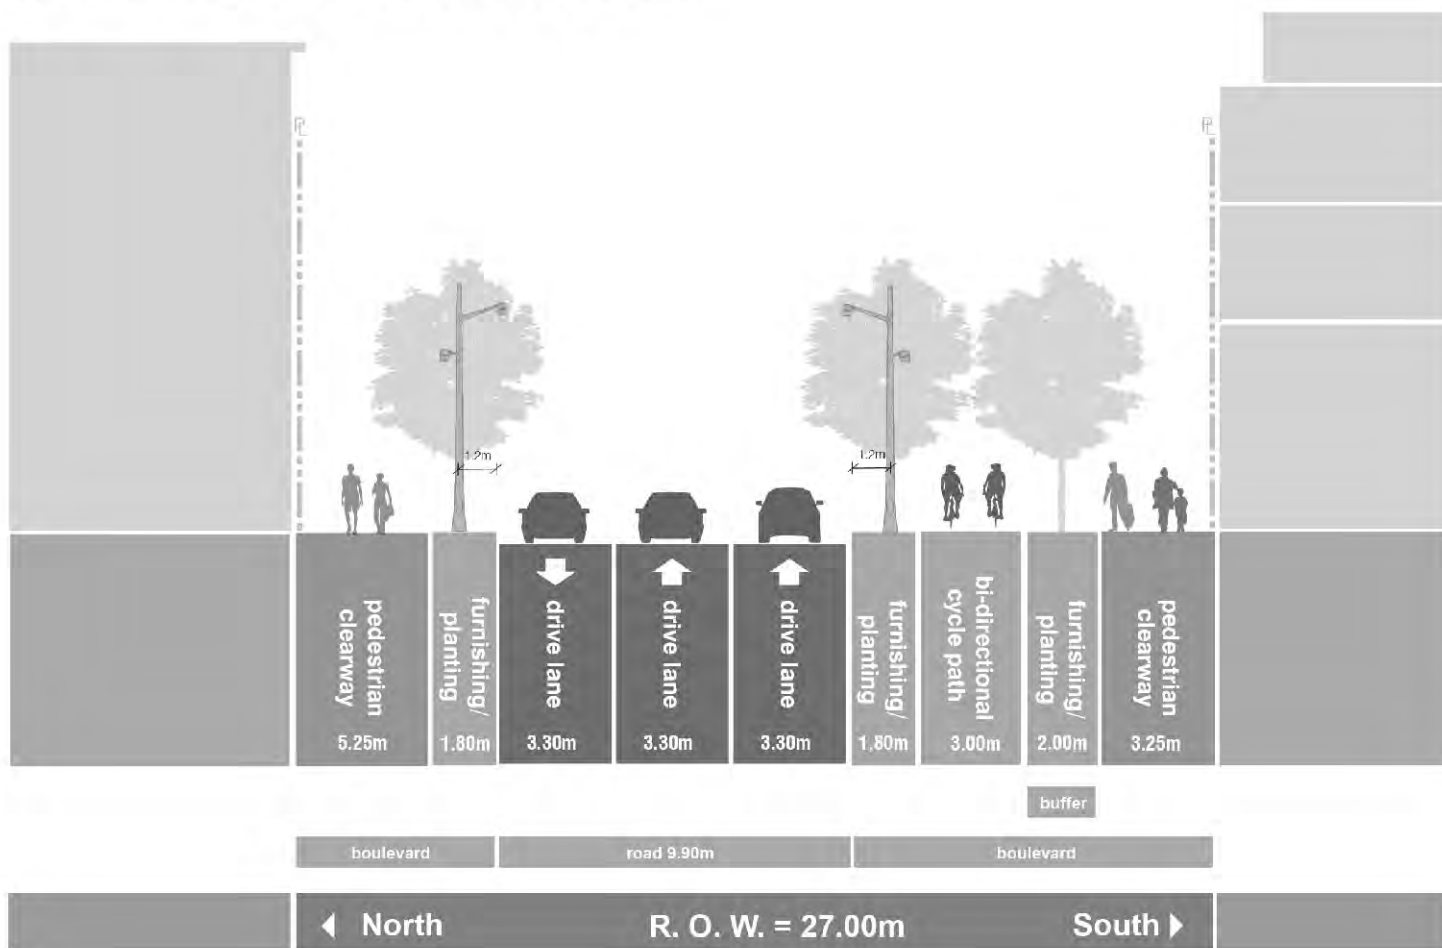 PL
PL
1.2m
1.2m
pedestrian
clearway
5.25m
furnishing/
planting
1.80m
drive lane
3.30m
drive lane
3.30m
drive lane
3.30m
furnishing/
planting
1.80m
bi-directional
cycle path
3.00m
furnishing/
planting
2.00m
pedestrian
clearway
3.25m
buffer
boulevard
road 9.90m
boulevard
North
R. O. W. = 27.00m
South